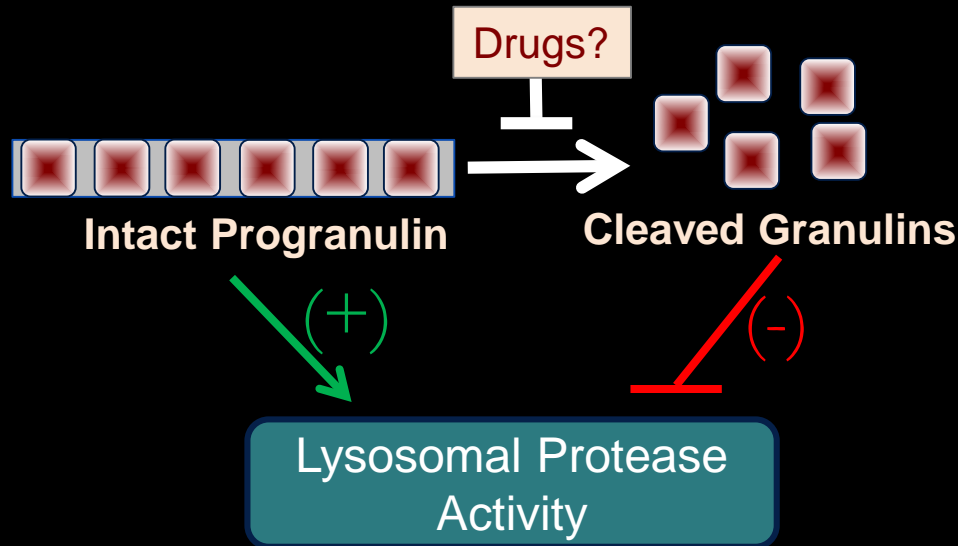 Drugs?
Intact Progranulin
Cleaved Granulins
(+)
(-)
Lysosomal Protease
Activity